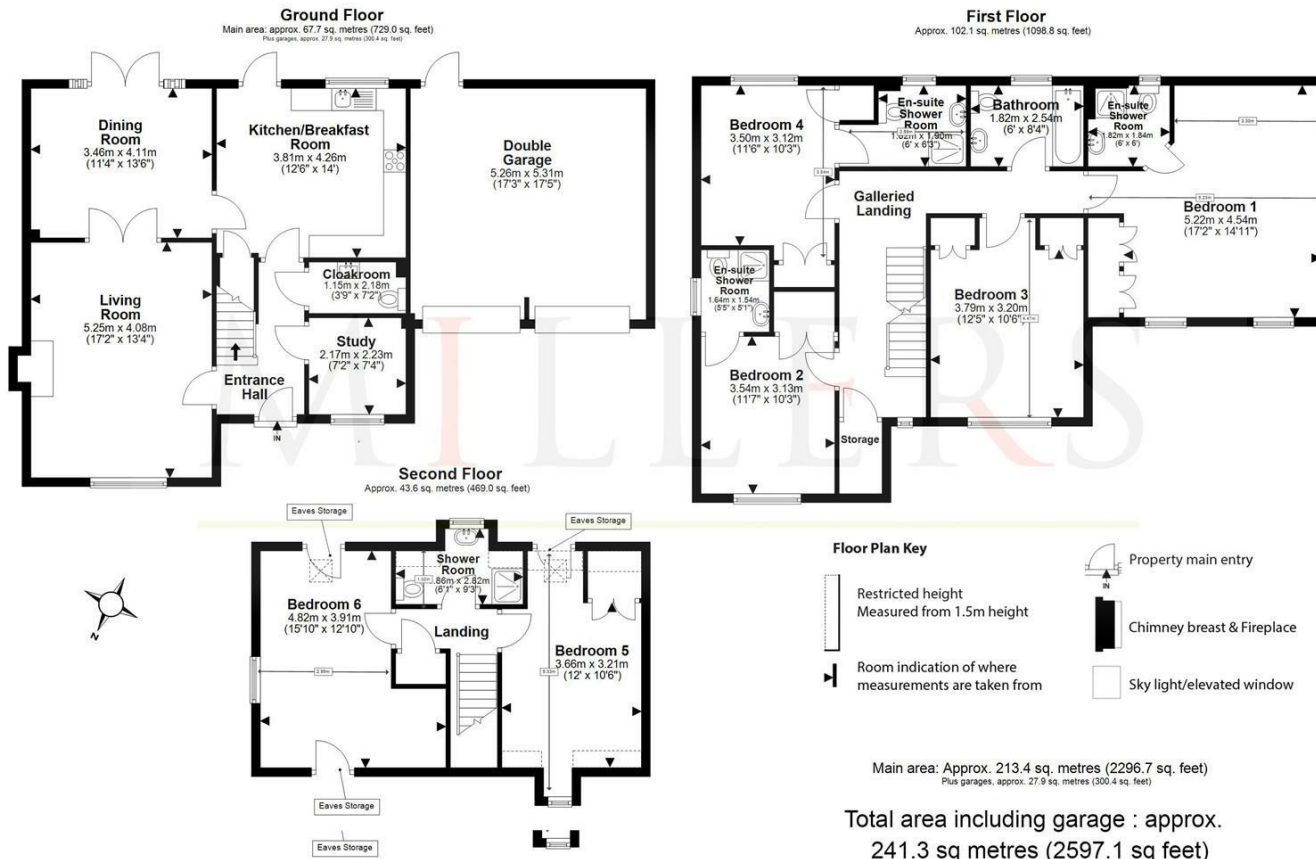 Ground Floor
Main area: approx. 67.7 sq. metres (729.0 sq. feet)
Plus garages, approx. 27.9 sq. metres (300.4 sq. feet)
Dining
Room
3.46m x 4.11m
(11'4" x 13'6")
Kitchen/Breakfast
Room
3.81m x 4.26m
(12'6" x 14')
Double
Garage
5.26m x 5.31m
(17'3" x 17'5")
Living
Room
5.25m x 4.08m
(17'2" x 13'4")
Cloakroom
1.15m x 2.18m
(3'9" x 7'2")
Study
2.17m x 2.23m
(7'2" x 7'4")
Entrance
Hall
IN
First Floor
Approx. 102.1 sq. metres (1098.8 sq. feet)
Bedroom 4
3.50m x 3.12m
(11'6" x 10'3")
En-suite
Shower
Room
(6' x 6'3")
Bathroom
1.82m x 2.54m
(6' x 8'4")
En-suite
Shower
Room
1.82m x 1.84m
(6' x 6')
Bedroom 1
5.22m x 4.54m
(17'2" x 14'11")
Galleried
Landing
En-suite
Shower
Room
1.64m x 1.54m
(5'5" x 5'1")
Bedroom 3
3.79m x 3.20m
(12'5" x 10'6")
Bedroom 2
3.54m x 3.13m
(11'7" x 10'3")
Storage
MILLERS
Second Floor
Approx. 43.6 sq. metres (469.0 sq. feet)
Eaves Storage
Eaves Storage
Shower
Room
.86m x 2.82m
(6'1" x 9'3")
Bedroom 6
4.82m x 3.91m
(15'10" x 12'10")
Landing
Bedroom 5
3.66m x 3.21m
(12' x 10'6")
Eaves Storage
Eaves Storage
N
Floor Plan Key
Restricted height
Measured from 1.5m height
Room indication of where
measurements are taken from
Property main entry
IN
Chimney breast & Fireplace
Sky light/elevated window
Main area: Approx. 213.4 sq. metres (2296.7 sq. feet)
Plus garages, approx. 27.9 sq. metres (300.4 sq. feet)
Total area including garage : approx.
241.3 sq metres (2597.1 sq feet)